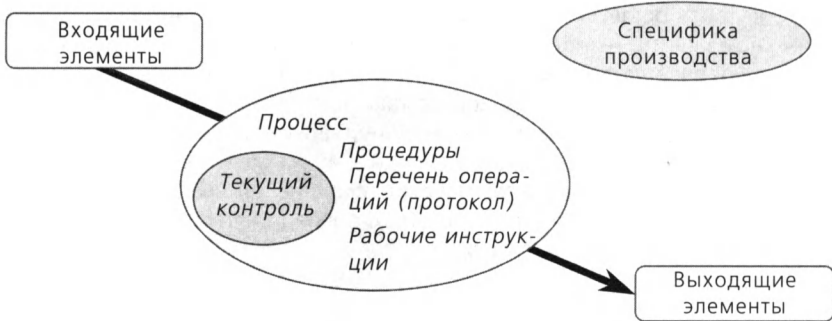 Входящие
элементы
Специфика
производства
Процесс
Процедуры
Перечень опера-
ций (протокол)
Текущий
контроль
Рабочие инструк-
ции
Выходящие
элементы